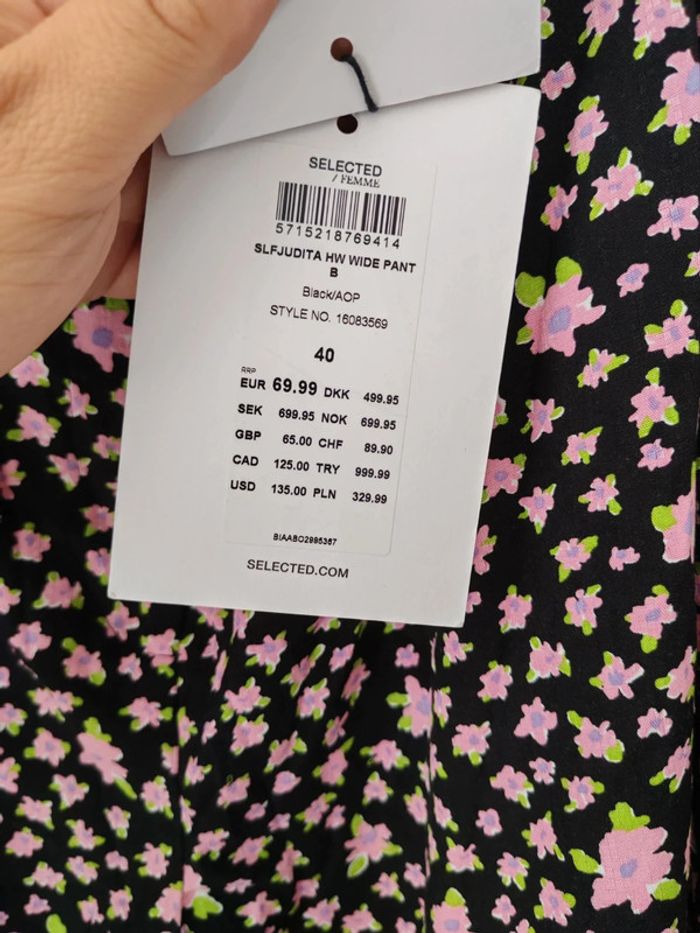 SELECTED
/ FEMME
5715218769414
SLFJUDITA HW WIDE PANT
B
Black/AOP
STYLE NO. 16083569
40
RRP
EUR 69.99 DKK 499.95
SEK 699.95 NOK 699.95
GBP 65.00 CHF 89.90
CAD 125.00 TRY 999.99
USD 135.00 PLN 329.99
BIAABO2995367
SELECTED.COM